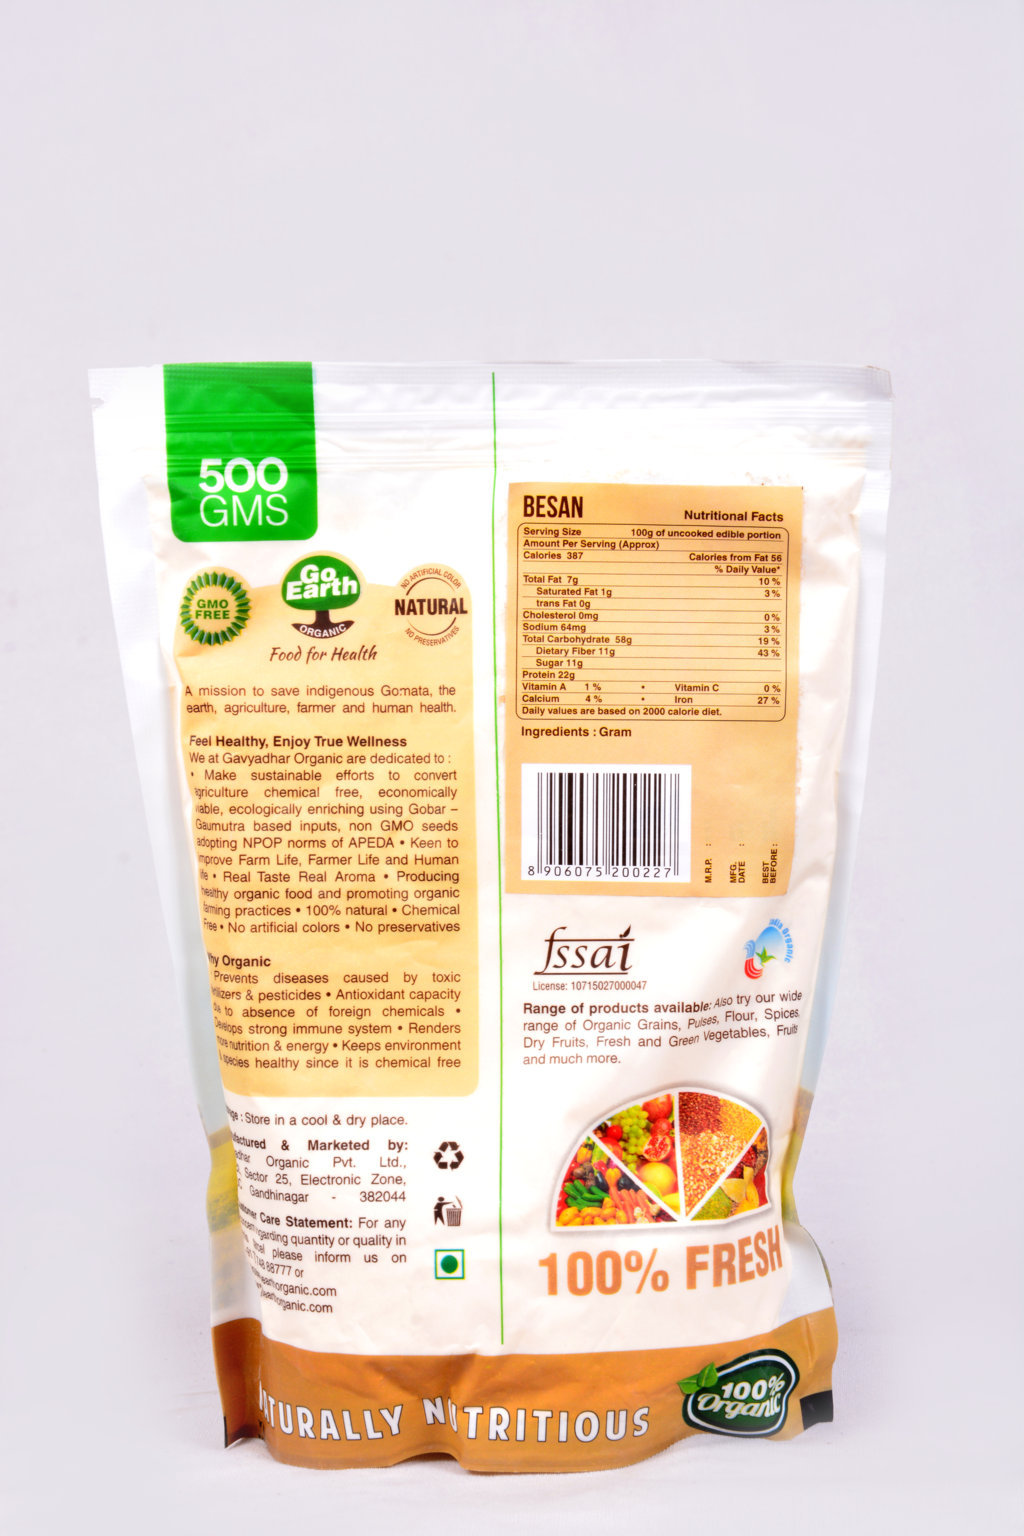 500
GMS
GMO
FREE
Go
Earth
ORGANIC
Food for Health
NO ARTIFICIAL COLOR
NATURAL
NO PRESERVATIVES
A mission to save indigenous Gomata, the
earth, agriculture, farmer and human health.
Feel Healthy, Enjoy True Wellness
We at Gavyadhar Organic are dedicated to :
• Make sustainable efforts to convert
agriculture chemical free, economically
viable, ecologically enriching using Gobar –
Gaumutra based inputs, non GMO seeds
adopting NPOP norms of APEDA • Keen to
improve Farm Life, Farmer Life and Human
life • Real Taste Real Aroma • Producing
healthy organic food and promoting organic
farming practices • 100% natural • Chemical
Free • No artificial colors • No preservatives
Why Organic
Prevents diseases caused by toxic
& pesticides • Antioxidant capacity
to absence of foreign chemicals •
Develops strong immune system • Renders
more nutrition & energy • Keeps environment
& species healthy since it is chemical free
: Store in a cool & dry place.
& Marketed by:
Organic Pvt. Ltd.,
Sector 25, Electronic Zone,
Gandhinagar - 382044
Care Statement: For any
regarding quantity or quality in
please inform us on
88777 or
BESAN
Nutritional Facts
Serving Size 100g of uncooked edible portion
Amount Per Serving (Approx)
Calories 387 Calories from Fat 56
% Daily Value*
Total Fat 7g 10 %
Saturated Fat 1g 3 %
trans Fat 0g
Cholesterol 0mg 0 %
Sodium 64mg 3 %
Total Carbohydrate 58g 19 %
Dietary Fiber 11g 43 %
Sugar 11g
Protein 22g
Vitamin A 1 % • Vitamin C 0 %
Calcium 4 % • Iron 27 %
Daily values are based on 2000 calorie diet.
Ingredients : Gram
8 906075 200227
M.R.P. :
MFG. DATE :
BEST BEFORE :
fssai
License: 10715027000047
India Organic
Range of products available: Also try our wide
range of Organic Grains, Pulses, Flour, Spices,
Dry Fruits, Fresh and Green Vegetables, Fruits
and much more.
100% FRESH
NATURALLY NUTRITIOUS
100%
Organic